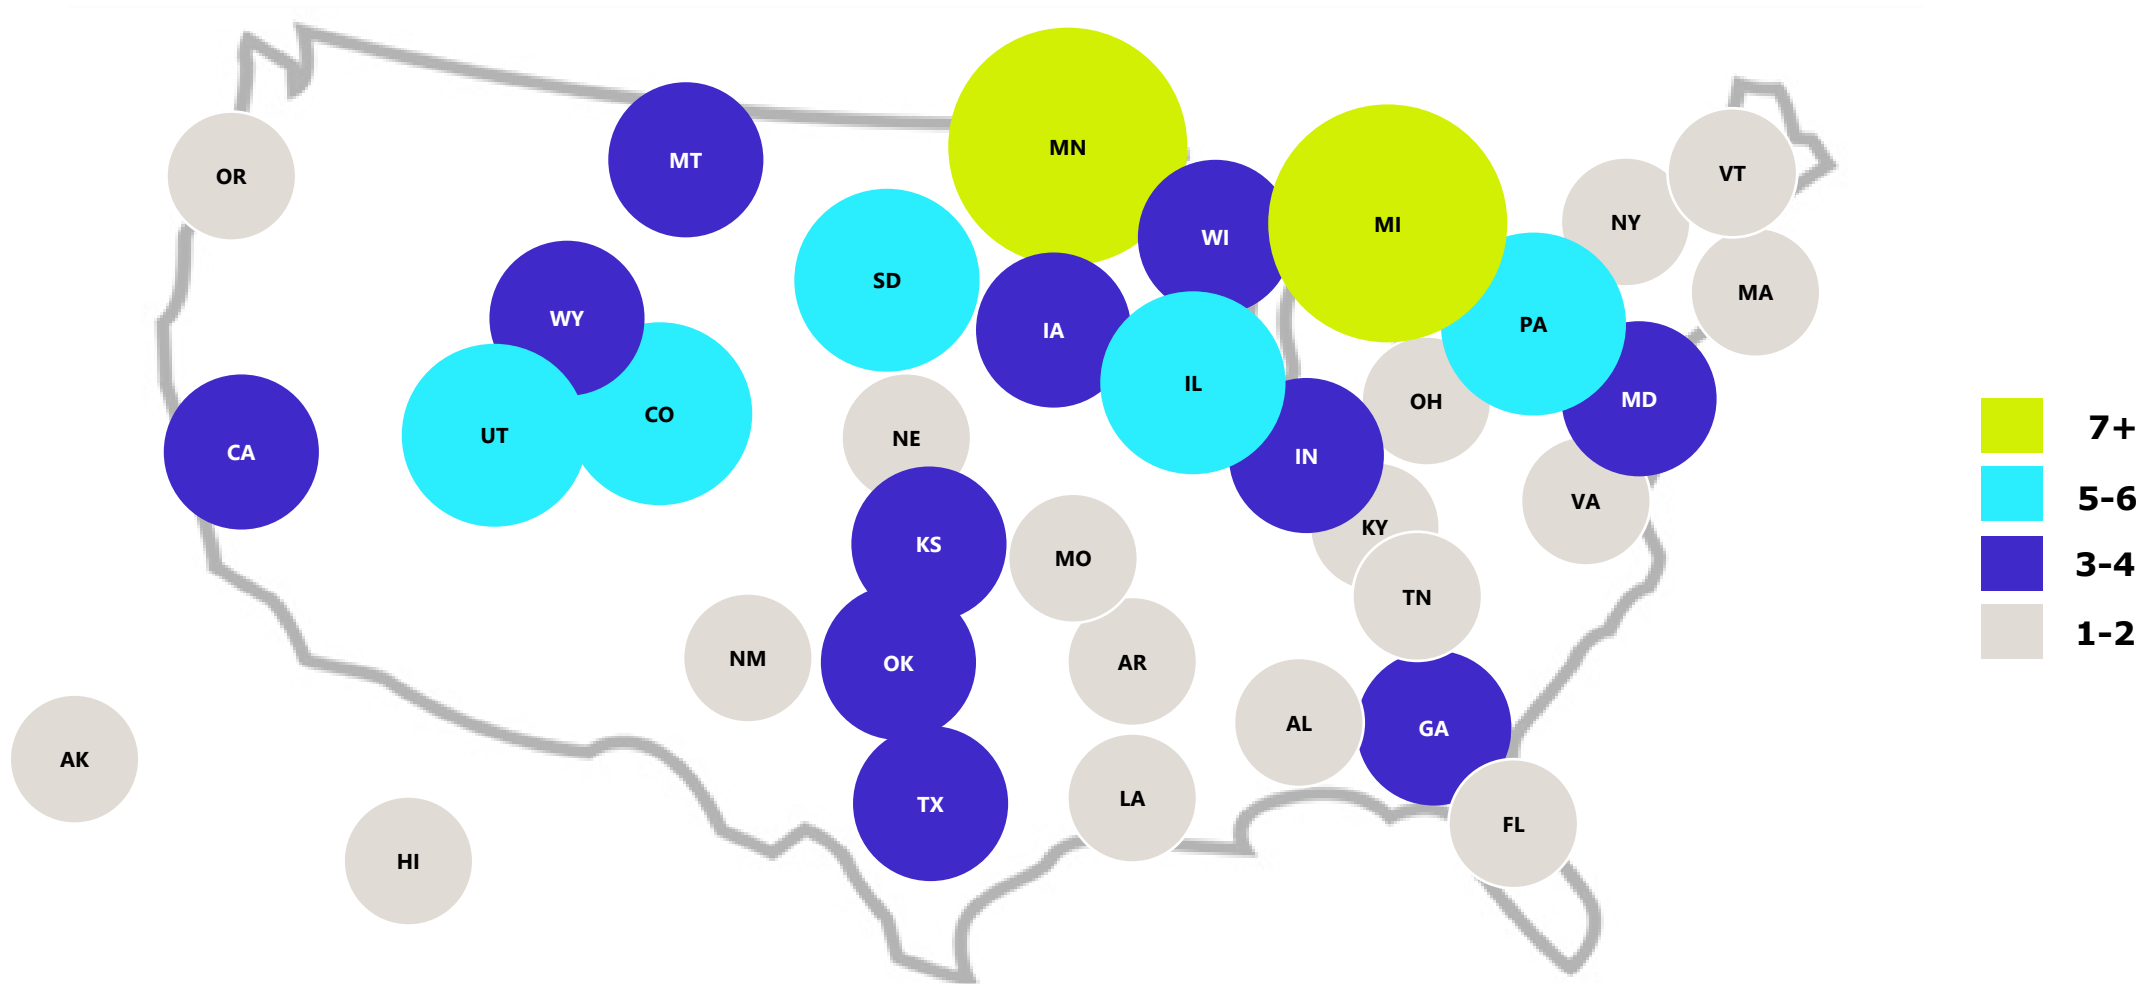 MN
MT
OR
VT
NY
MI
WI
SD
MA
WY
IA
PA
IL
MD
OH
CO
UT
NE
CA
IN
7+
5-6
VA
KY
KS
MO
3-4
TN
1-2
NM
OK
AR
AL
GA
AK
LA
TX
FL
HI